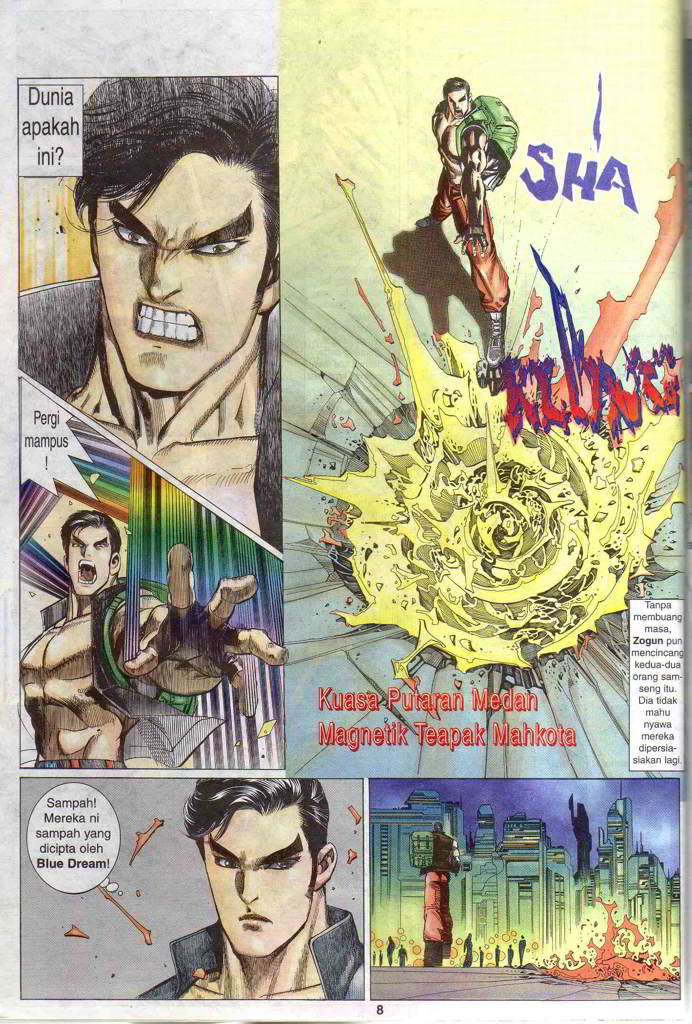 Dunia
apakah
ini?
Pergi
mampus
!
SHA
KLUNG
Kuasa Putaran Medan
Magnetik Teapak Mahkota
Tanpa
membuang
masa,
Zogun pun
mencincang
kedua-dua
orang sam-
seng itu.
Dia tidak
mahu
nyawa
mereka
dipersia-
siakan lagi.
Sampah!
Mereka ni
sampah yang
dicipta oleh
Blue Dream!
8